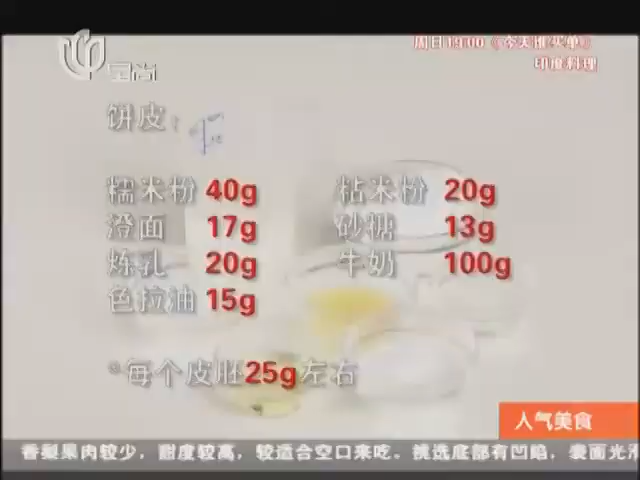 星尚
周日19:00《今天谁买单》
印度料理
饼皮：
糯米粉 40g 粘米粉 20g
澄面 17g 砂糖 13g
炼乳 20g 牛奶 100g
色拉油 15g
*每个皮胚25g左右
人气美食
香梨果肉较少，甜度较高，较适合空口来吃。挑选底部有凹陷，表面光滑